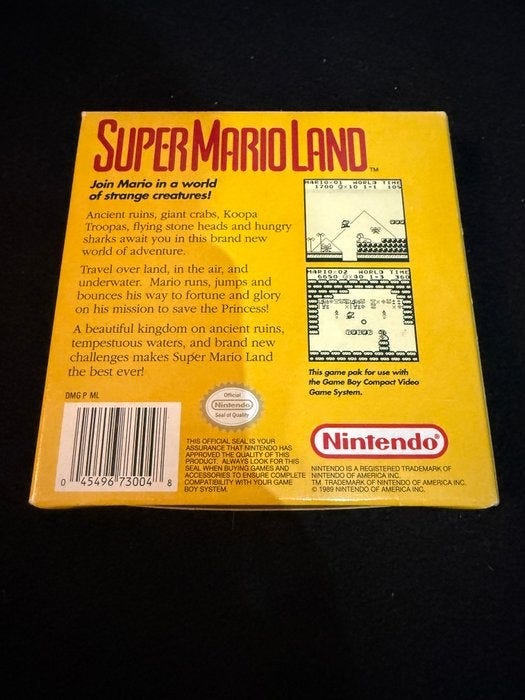 SUPER MARIO LAND™
Join Mario in a world
of strange creatures!
Ancient ruins, giant crabs, Koopa
Troopas, flying stone heads and hungry
sharks await you in this brand new
world of adventure.
Travel over land, in the air, and
underwater. Mario runs, jumps and
bounces his way to fortune and glory
on his mission to save the Princess!
A beautiful kingdom on ancient ruins,
tempestuous waters, and brand new
challenges makes Super Mario Land
the best ever!
MARIO×01 WORLD TIME
1-1
MARIO×02 WORLD TIME
6650 1-3
This game pak for use with
the Game Boy Compact Video
Game System.
DMG P ML
0 45496 73004 8
Official
Nintendo
Seal of Quality
THIS OFFICIAL SEAL IS YOUR
ASSURANCE THAT NINTENDO HAS
APPROVED THE QUALITY OF THIS
PRODUCT. ALWAYS LOOK FOR THIS
SEAL WHEN BUYING GAMES AND
ACCESSORIES TO ENSURE COMPLETE
COMPATIBILITY WITH YOUR GAME
BOY SYSTEM.
Nintendo®
NINTENDO IS A REGISTERED TRADEMARK OF
NINTENDO OF AMERICA INC.
TM TRADEMARK OF NINTENDO OF AMERICA INC.
© 1989 NINTENDO OF AMERICA INC.